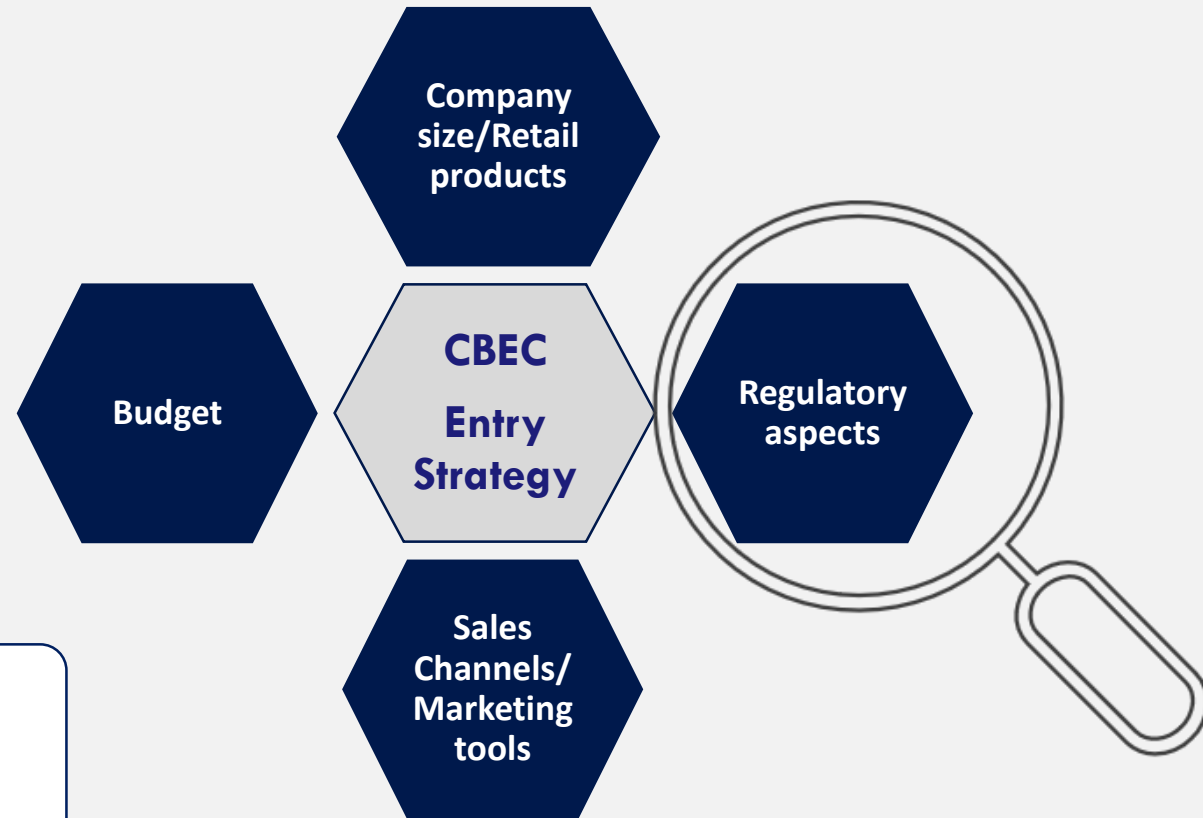 Company
size/Retail
products
Budget
CBEC
Entry
Strategy
Regulatory
aspects
Sales
Channels/
Marketing
tools